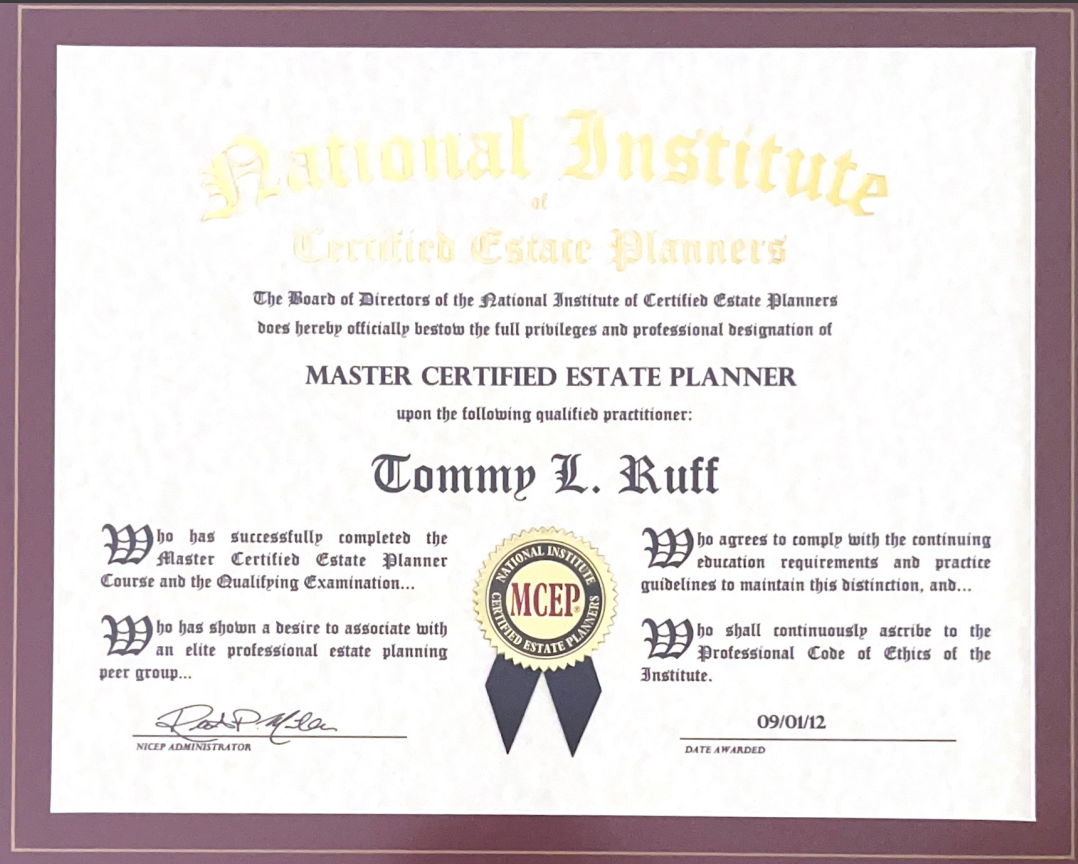 National Institute
of
Certified Estate Planners
The Board of Directors of the National Institute of Certified Estate Planners
does hereby officially bestow the full privileges and professional designation of
MASTER CERTIFIED ESTATE PLANNER
upon the following qualified practitioner:
Tommy L. Ruff
Who has successfully completed the
Master Certified Estate Planner
Course and the Qualifying Examination...
Who has shown a desire to associate with
an elite professional estate planning
peer group...
NATIONAL INSTITUTE
MCEP®
CERTIFIED ESTATE PLANNERS
Who agrees to comply with the continuing
education requirements and practice
guidelines to maintain this distinction, and...
Who shall continuously ascribe to the
Professional Code of Ethics of the
Institute.
NICEP ADMINISTRATOR
09/01/12
DATE AWARDED